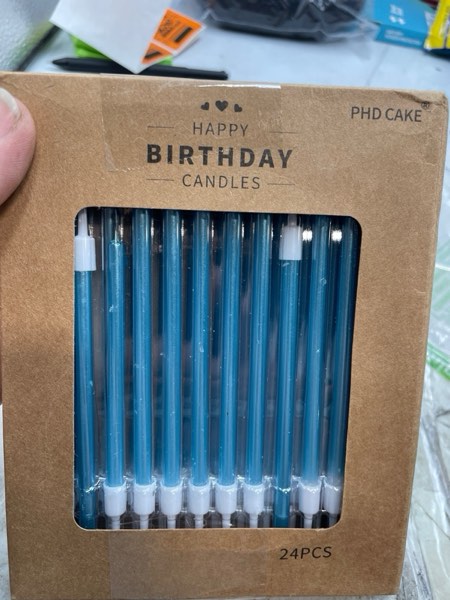 PHD CAKE®
HAPPY
BIRTHDAY
CANDLES
24PCS